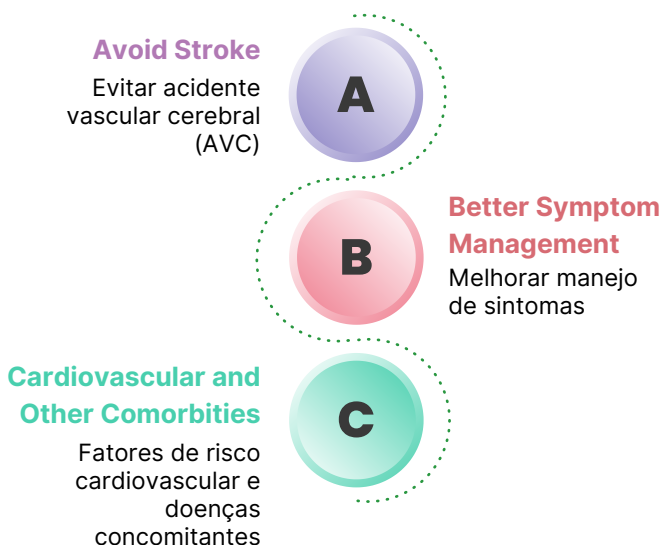 Avoid Stroke
Evitar acidente
vascular cerebral
(AVC)
A
B
Better Symptom
Management
Melhorar manejo
de sintomas
Cardiovascular and
Other Comorbities
Fatores de risco
cardiovascular e
doenças
concomitantes
C